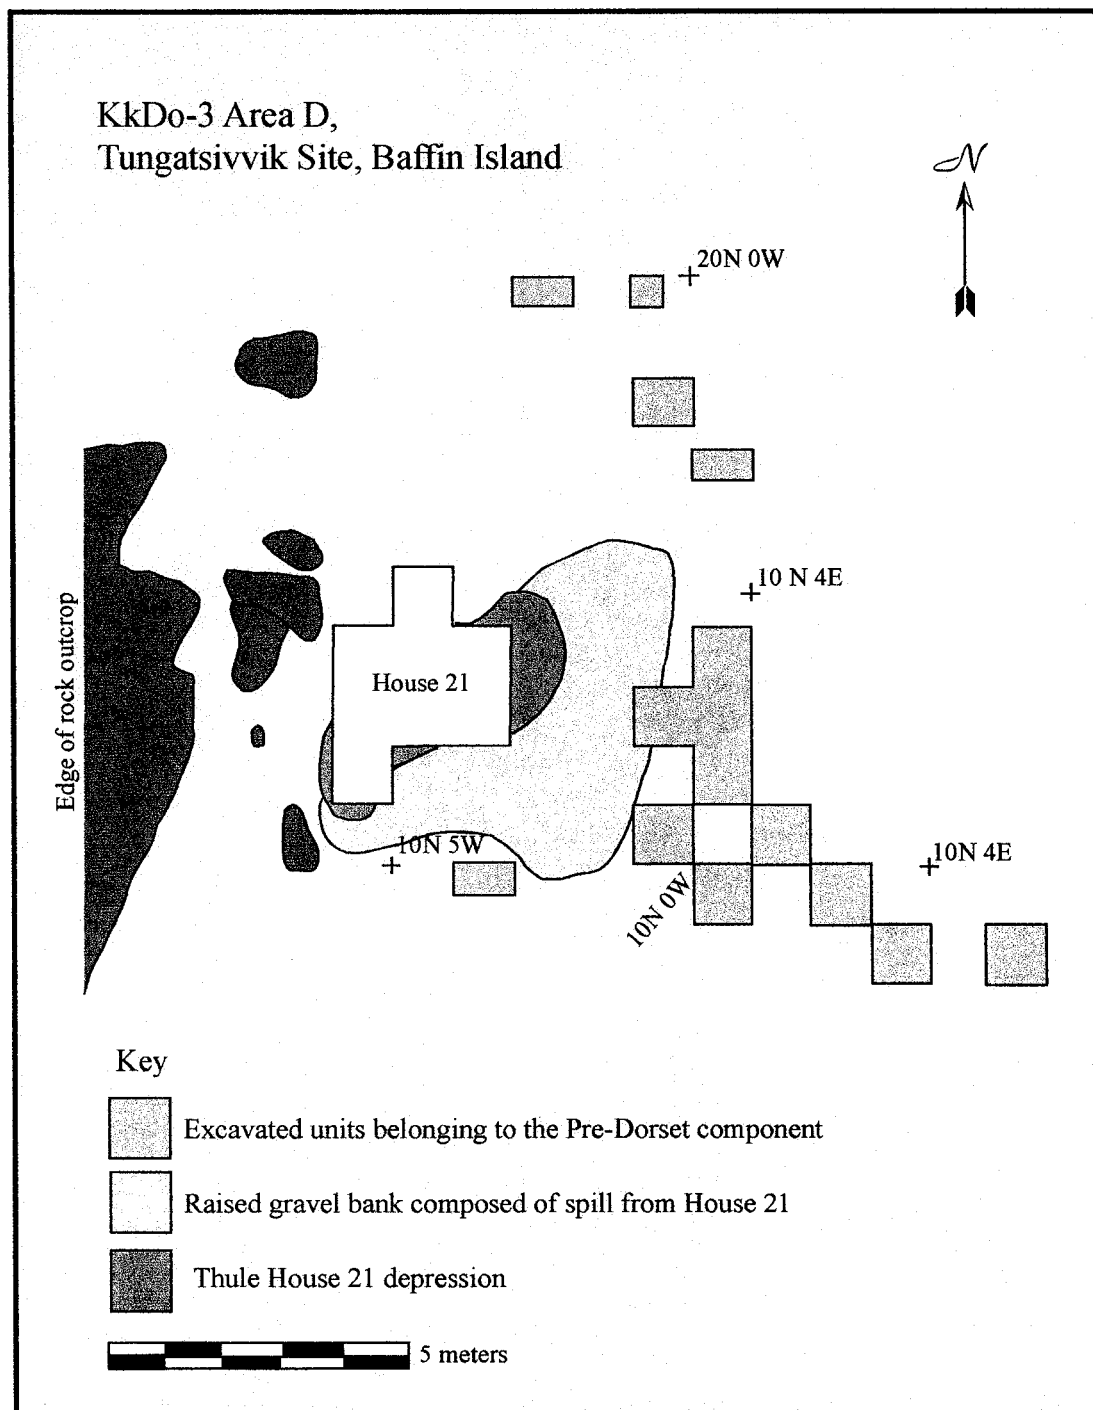 KkDo-3 Area D,
Tungatsivvik Site, Baffin Island
N
20N 0W
10 N 4E
Edge of rock outcrop
House 21
10N 5W
10N 0W
10N 4E
Key
Excavated units belonging to the Pre-Dorset component
Raised gravel bank composed of spill from House 21
Thule House 21 depression
5 meters